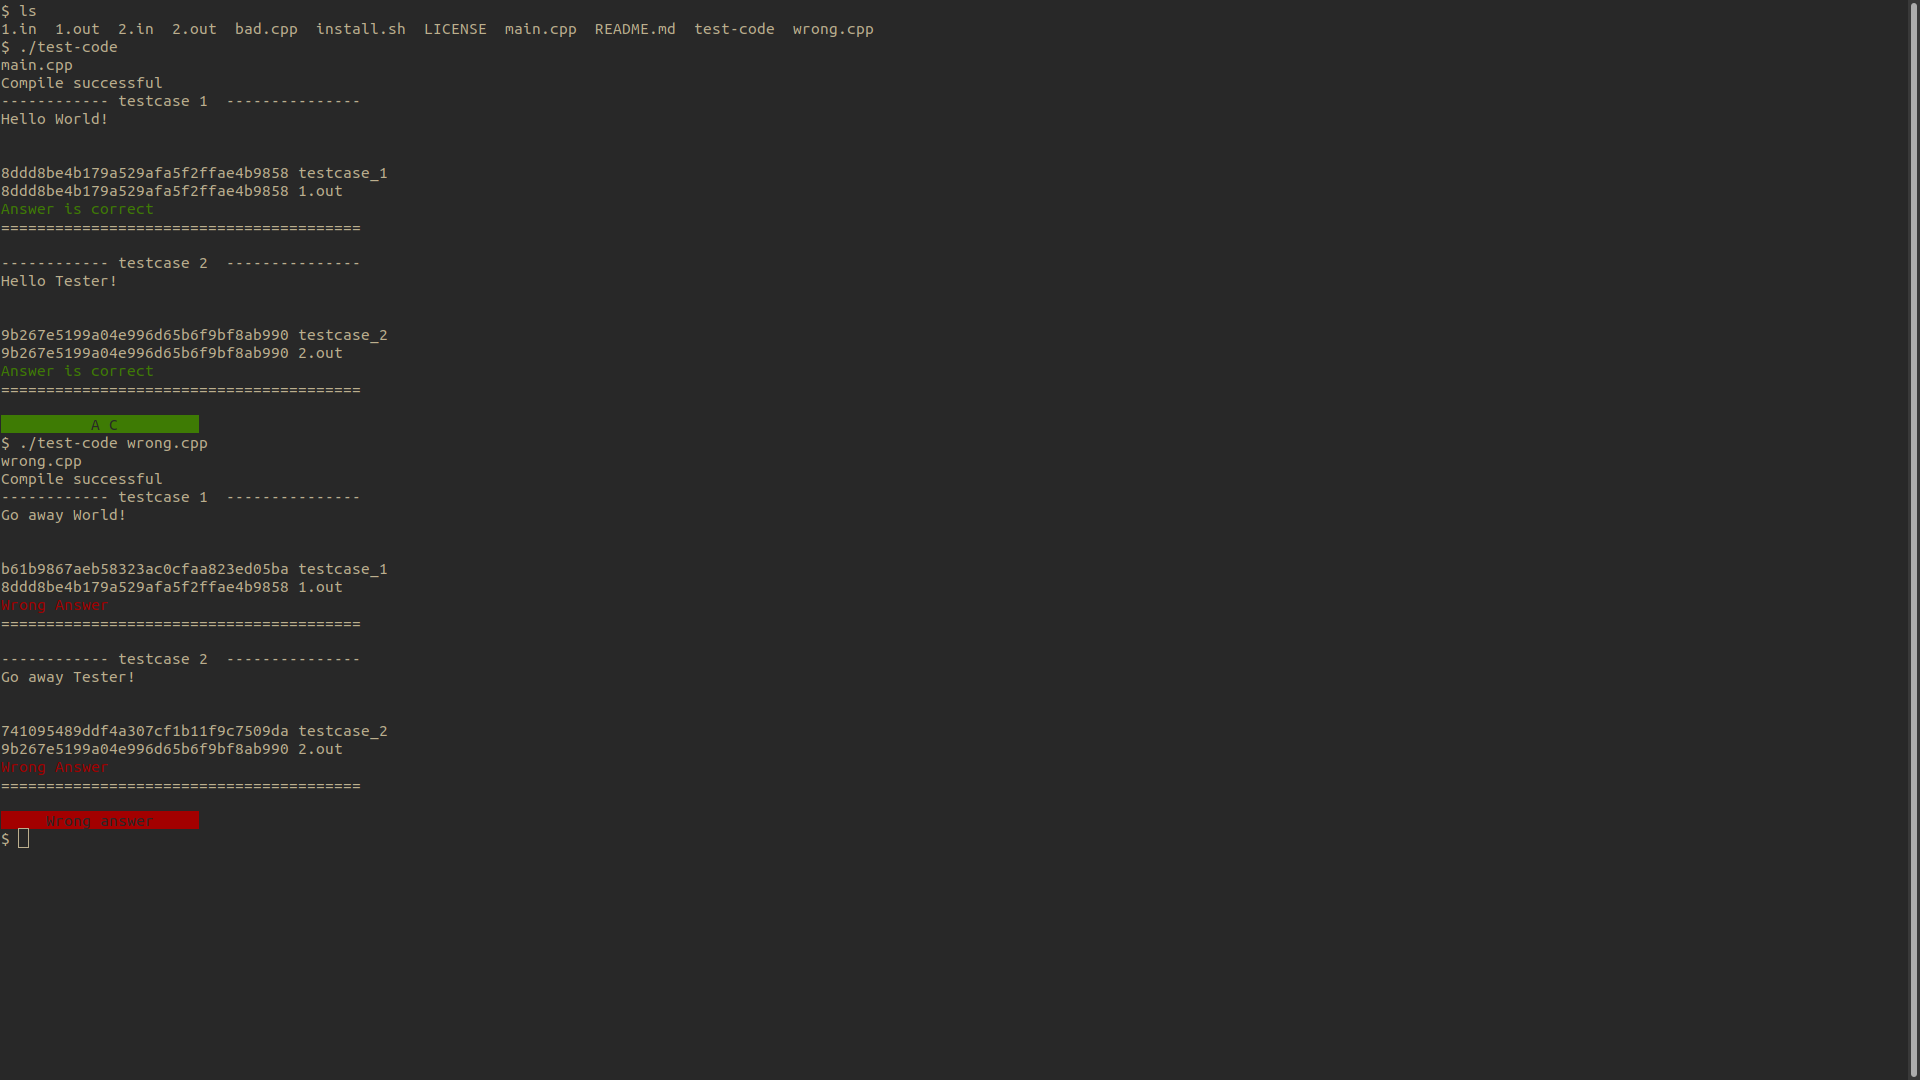 $ ls
1.in  1.out  2.in  2.out  bad.cpp  install.sh  LICENSE  main.cpp  README.md  test-code  wrong.cpp
$ ./test-code
main.cpp
Compile successful
------------ testcase 1  ---------------
Hello World!
8ddd8be4b179a529afa5f2ffae4b9858 testcase_1
8ddd8be4b179a529afa5f2ffae4b9858 1.out
Answer is correct
========================================
------------ testcase 2  ---------------
Hello Tester!
9b267e5199a04e996d65b6f9bf8ab990 testcase_2
9b267e5199a04e996d65b6f9bf8ab990 2.out
Answer is correct
========================================
A C
$ ./test-code wrong.cpp
wrong.cpp
Compile successful
------------ testcase 1  ---------------
Go away World!
b61b9867aeb58323ac0cfaa823ed05ba testcase_1
8ddd8be4b179a529afa5f2ffae4b9858 1.out
Wrong Answer
========================================
------------ testcase 2  ---------------
Go away Tester!
741095489ddf4a307cf1b11f9c7509da testcase_2
9b267e5199a04e996d65b6f9bf8ab990 2.out
Wrong Answer
========================================
Wrong answer
$